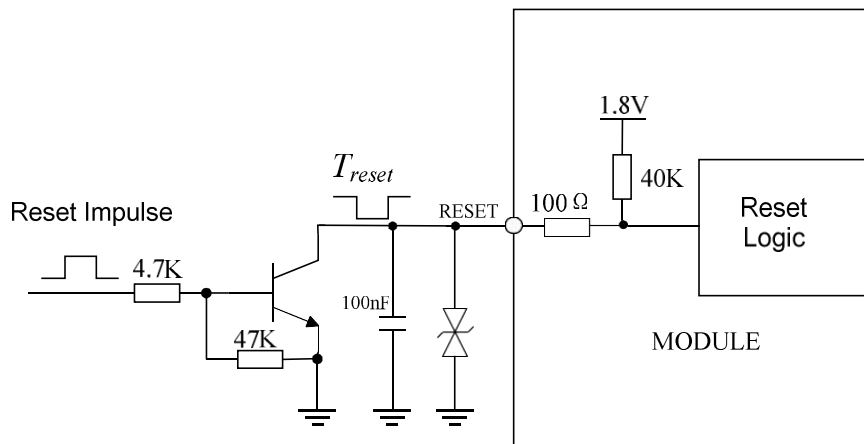 1.8V
T_reset
40K
RESET
100 Ω
Reset
Logic
Reset Impulse
4.7K
100nF
47K
MODULE